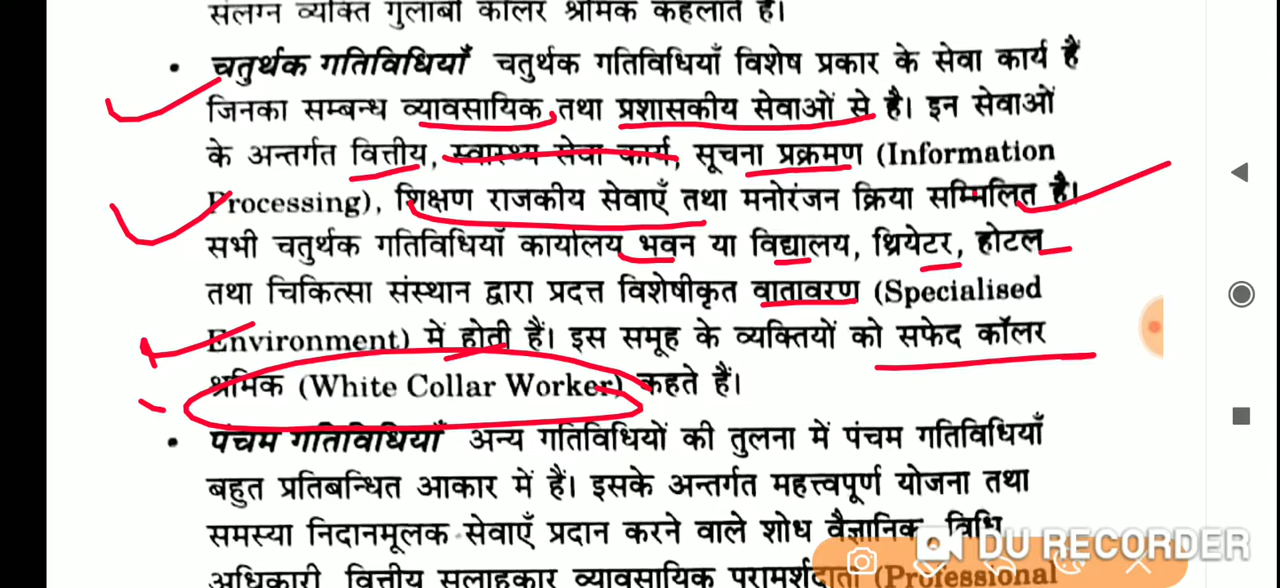 संलग्न व्यक्ति गुलाबी कॉलर श्रमिक कहलाते हैं।
• चतुर्थक गतिविधियाँ चतुर्थक गतिविधियाँ विशेष प्रकार के सेवा कार्य हैं
जिनका सम्बन्ध व्यावसायिक तथा प्रशासकीय सेवाओं से है। इन सेवाओं
के अन्तर्गत वित्तीय, स्वास्थ्य सेवा कार्य, सूचना प्रक्रमण (Information
Processing), शिक्षण राजकीय सेवाएँ तथा मनोरंजन क्रिया सम्मिलित है।
सभी चतुर्थक गतिविधियाँ कार्यालय भवन या विद्यालय, थ्रियेटर, होटल
तथा चिकित्सा संस्थान द्वारा प्रदत्त विशेषीकृत वातावरण (Specialised
Environment) में होती हैं। इस समूह के व्यक्तियों को सफेद कॉलर
श्रमिक (White Collar Worker) कहते हैं।
• पंचम गतिविधियाँ अन्य गतिविधियों की तुलना में पंचम गतिविधियाँ
बहुत प्रतिबन्धित आकार में हैं। इसके अन्तर्गत महत्त्वपूर्ण योजना तथा
समस्या निदानमूलक सेवाएँ प्रदान करने वाले शोध वैज्ञानिक, विधि
अधिकारी, वित्तीय सलाहकार व्यावसायिक परामर्शदाता (Professional
DU RECORDER